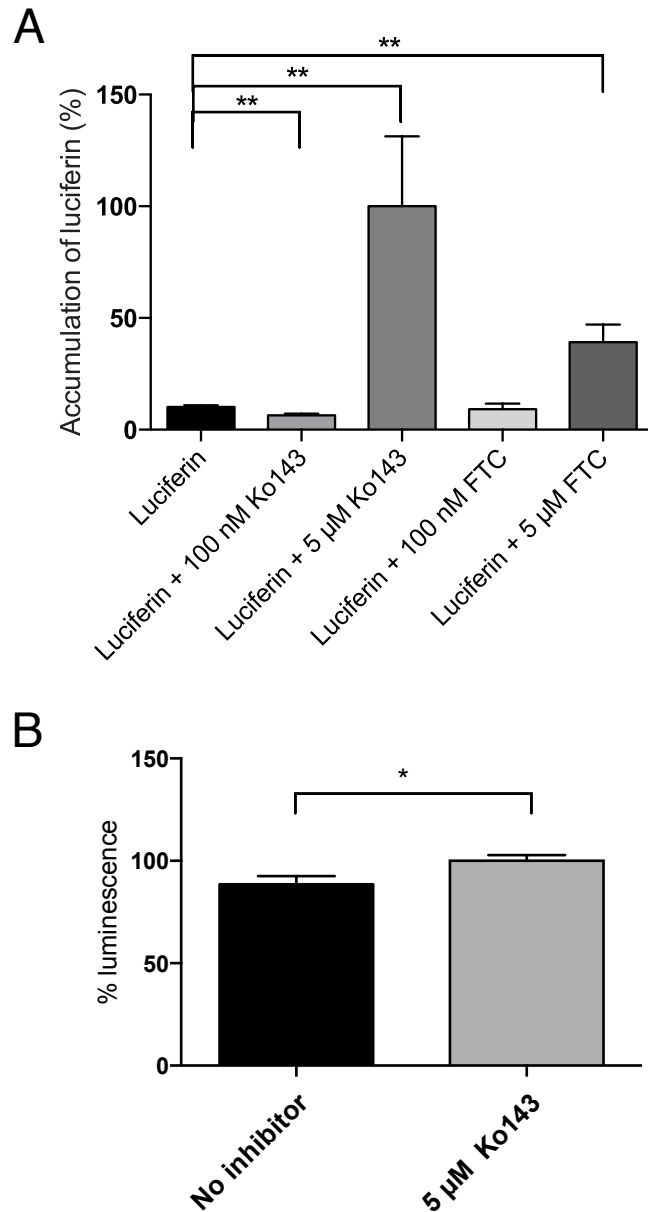 A
**
**
**
Accumulation of luciferin (%)
150
100
50
0
Luciferin
Luciferin + 100 nM Ko143
Luciferin + 5 µM Ko143
Luciferin + 100 nM FTC
Luciferin + 5 µM FTC
B
*
% luminescence
150
100
50
0
No inhibitor
5 µM Ko143